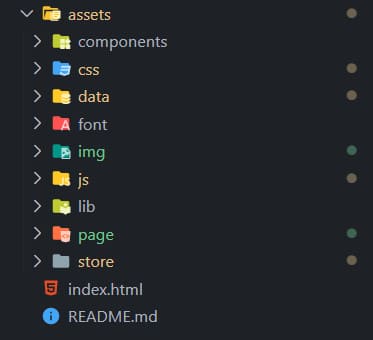 assets
components
css
data
font
img
js
lib
page
store
index.html
README.md